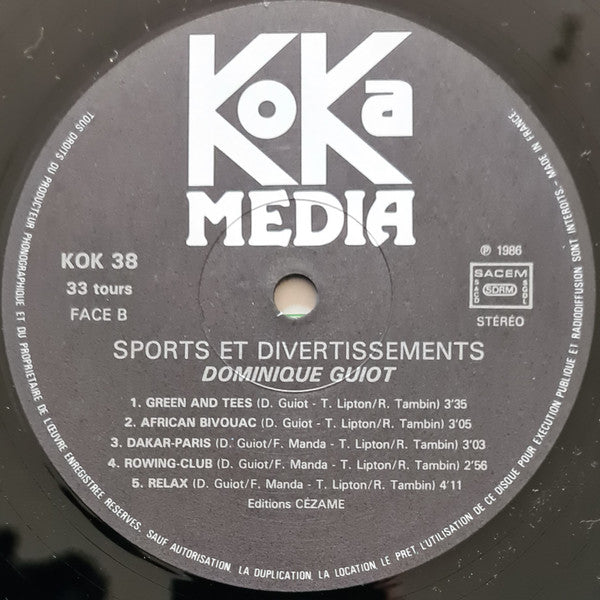 KoKa
MEDIA
KOK 38
33 tours
FACE B
℗ 1986
SACEM
SACD SDRM SGDL
STÉRÉO
SPORTS ET DIVERTISSEMENTS
DOMINIQUE GUIOT
1. GREEN AND TEES (D. Guiot - T. Lipton/R. Tambin) 3'35
2. AFRICAN BIVOUAC (D. Guiot - T. Lipton/R. Tambin) 3'05
3. DAKAR-PARIS (D. Guiot/F. Manda - T. Lipton/R. Tambin) 3'03
4. ROWING-CLUB (D. Guiot/F. Manda - T. Lipton/R. Tambin) 2'56
5. RELAX (D. Guiot/F. Manda - T. Lipton/R. Tambin) 4'11
Editions CÉZAME
TOUS DROITS DU PRODUCTEUR PHONOGRAPHIQUE ET DU PROPRIETAIRE DE L'ŒUVRE ENREGISTREE RESERVES. SAUF AUTORISATION, LA DUPLICATION, LA LOCATION, LE PRET, L'UTILISATION DE CE DISQUE POUR EXECUTION PUBLIQUE ET RADIODIFFUSION SONT INTERDITS - MADE IN FRANCE.